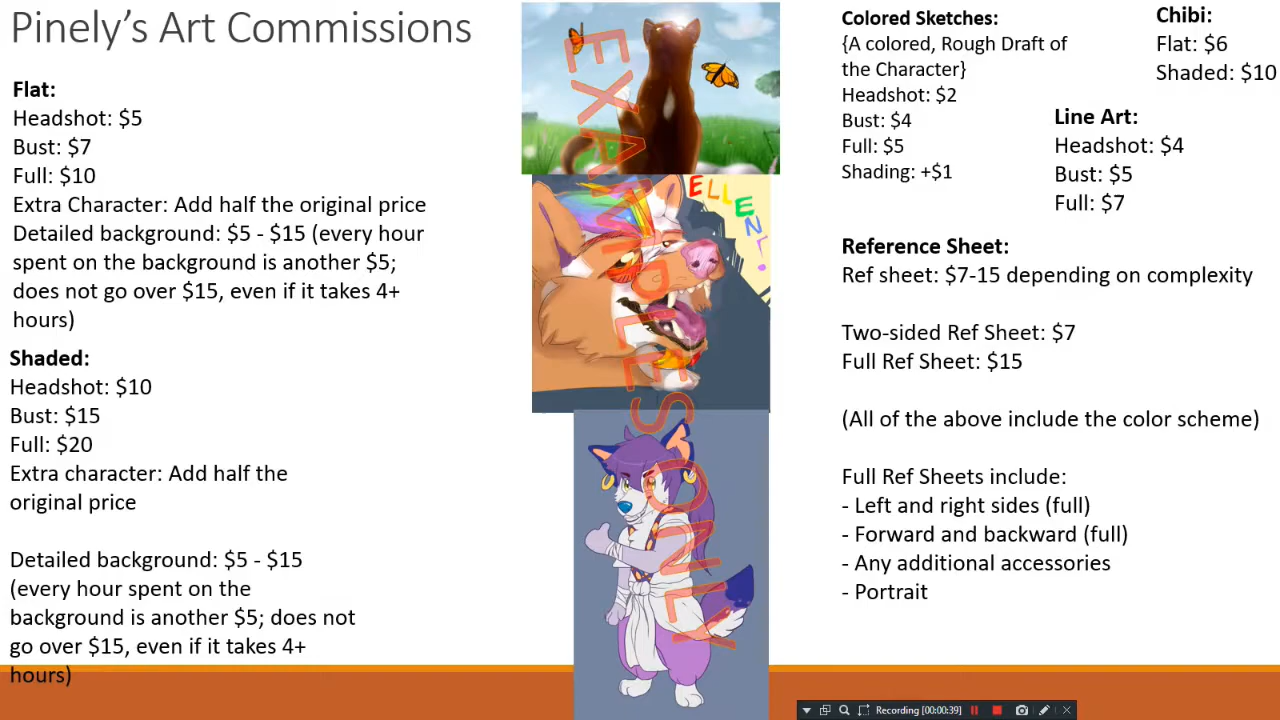 Pinely's Art Commissions
Flat:
Headshot: $5
Bust: $7
Full: $10
Extra Character: Add half the original price
Detailed background: $5 - $15 (every hour
spent on the background is another $5;
does not go over $15, even if it takes 4+
hours)
Shaded:
Headshot: $10
Bust: $15
Full: $20
Extra character: Add half the
original price
Detailed background: $5 - $15
(every hour spent on the
background is another $5; does not
go over $15, even if it takes 4+
hours)
EXAMPLES ONLY
ELLENr.
Colored Sketches:
{A colored, Rough Draft of
the Character}
Headshot: $2
Bust: $4
Full: $5
Shading: +$1
Chibi:
Flat: $6
Shaded: $10
Line Art:
Headshot: $4
Bust: $5
Full: $7
Reference Sheet:
Ref sheet: $7-15 depending on complexity
Two-sided Ref Sheet: $7
Full Ref Sheet: $15
(All of the above include the color scheme)
Full Ref Sheets include:
- Left and right sides (full)
- Forward and backward (full)
- Any additional accessories
- Portrait
Recording [00:00:39]